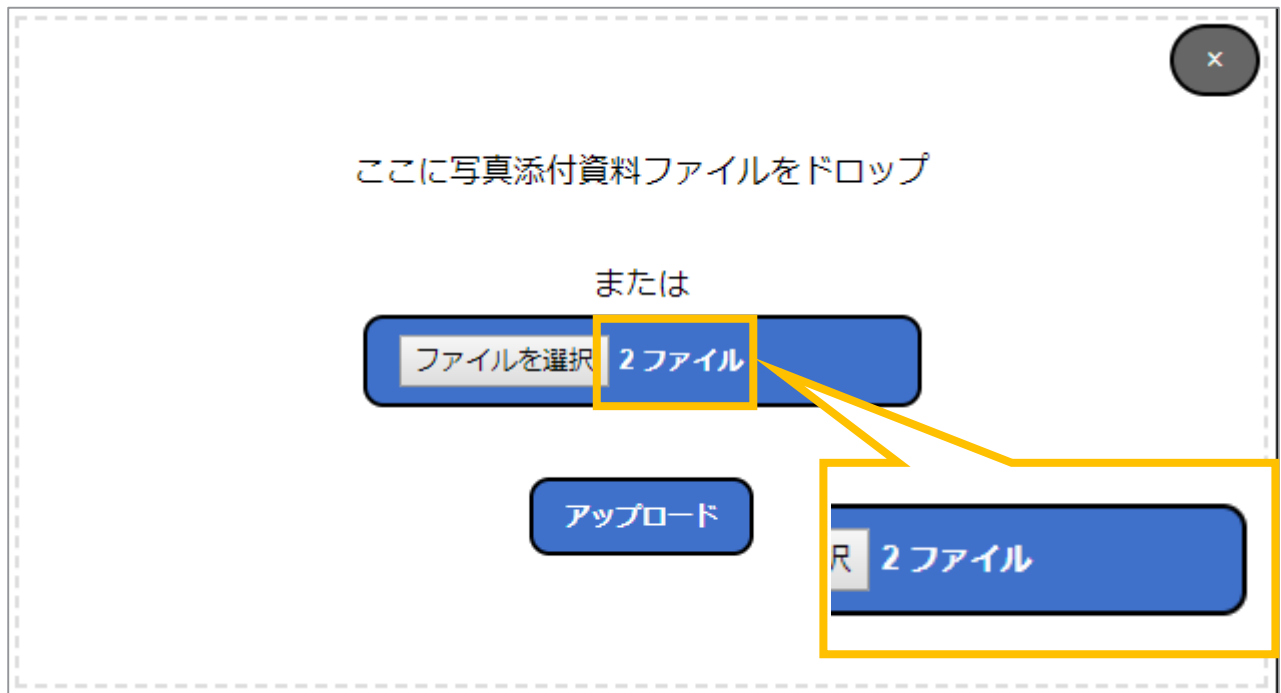 ×
ここに写真添付資料ファイルをドロップ
または
ファイルを選択 2 ファイル
アップロード
択 2 ファイル